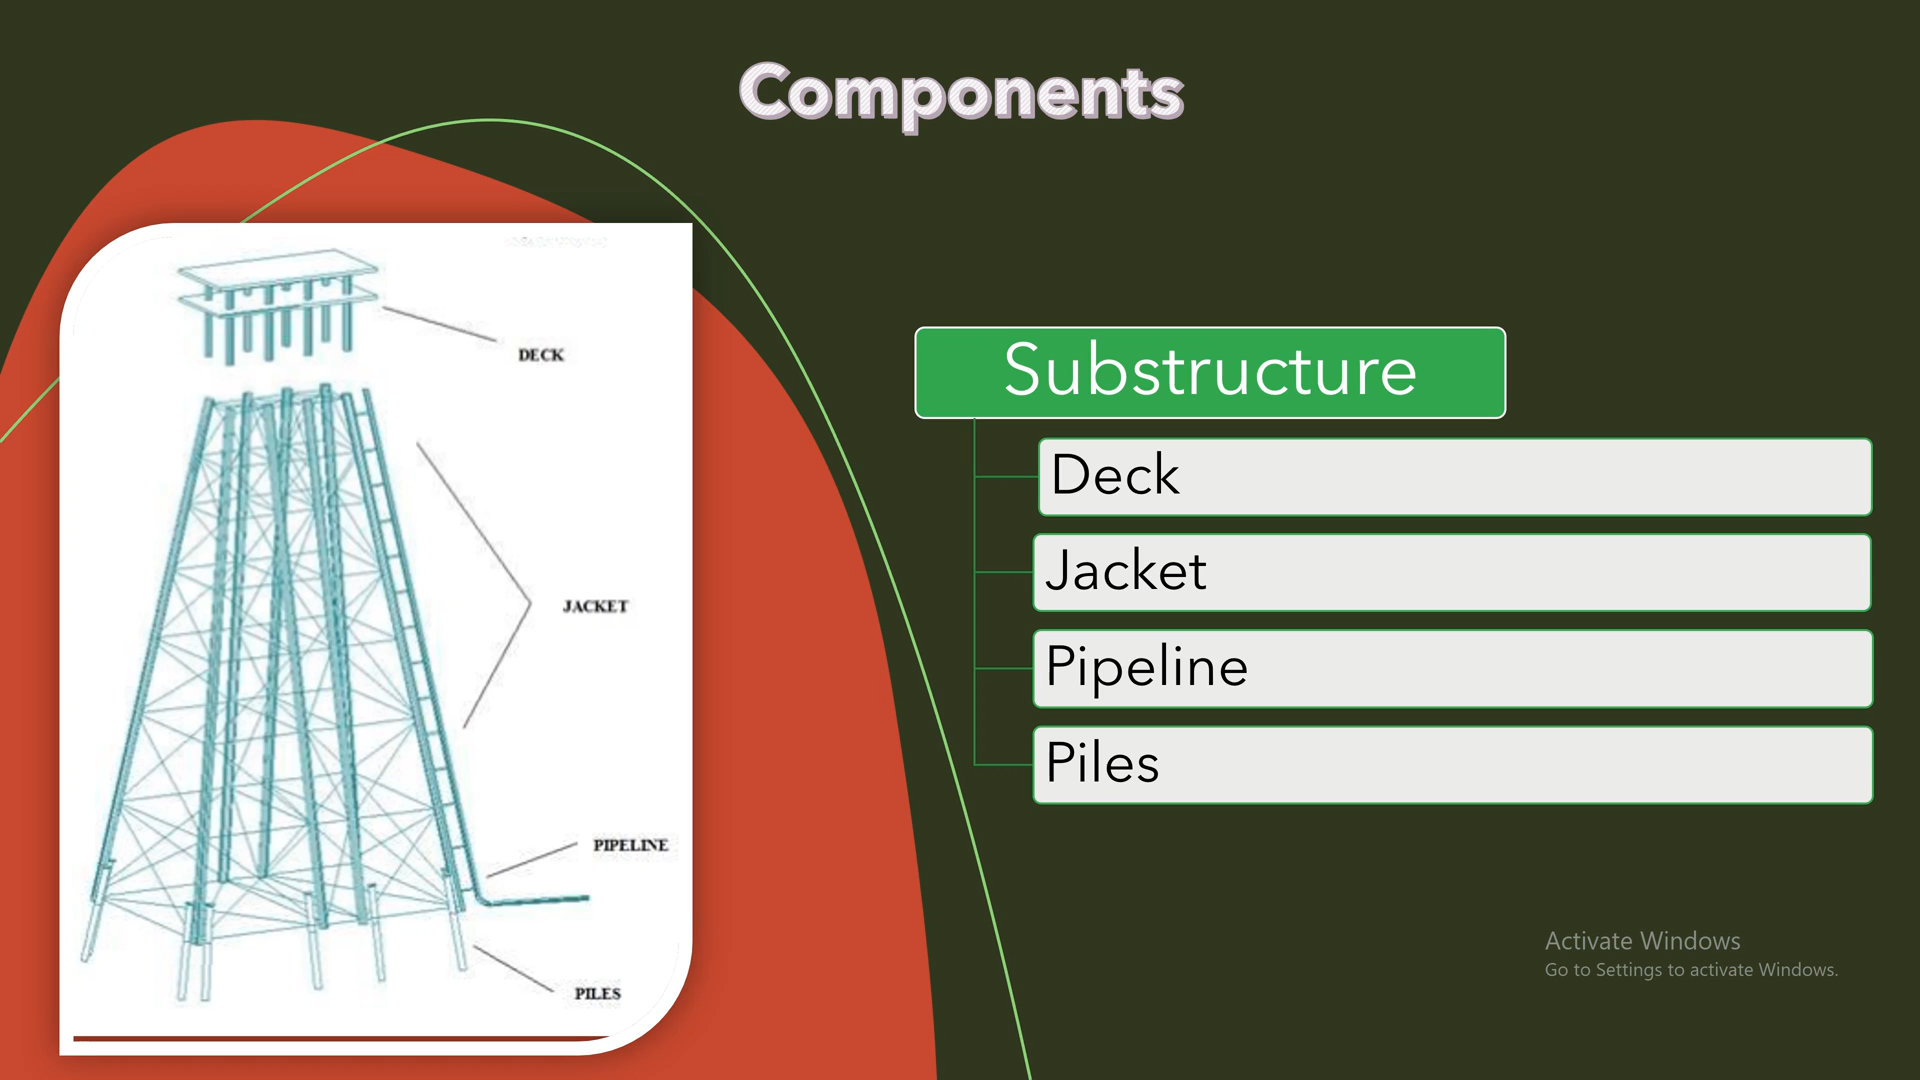 Components
DECK
JACKET
PIPELINE
PILES
Substructure
Deck
Jacket
Pipeline
Piles
Activate Windows
Go to Settings to activate Windows.